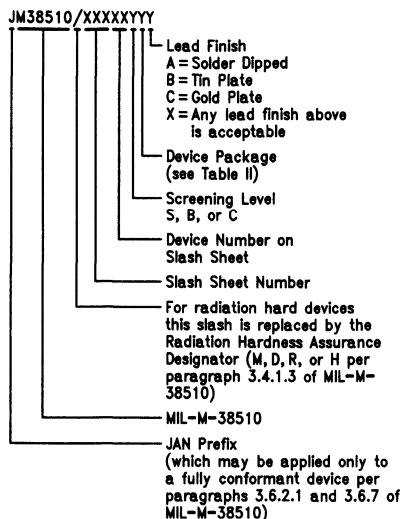 JM38510/XXXXXYYY
Lead Finish
A = Solder Dipped
B = Tin Plate
C = Gold Plate
X = Any lead finish above
is acceptable
Device Package
(see Table II)
Screening Level
S, B, or C
Device Number on
Slash Sheet
Slash Sheet Number
For radiation hard devices
this slash is replaced by the
Radiation Hardness Assurance
Designator (M, D, R, or H per
paragraph 3.4.1.3 of MIL-M-
38510)
MIL-M-38510
JAN Prefix
(which may be applied only to
a fully conformant device per
paragraphs 3.6.2.1 and 3.6.7 of
MIL-M-38510)